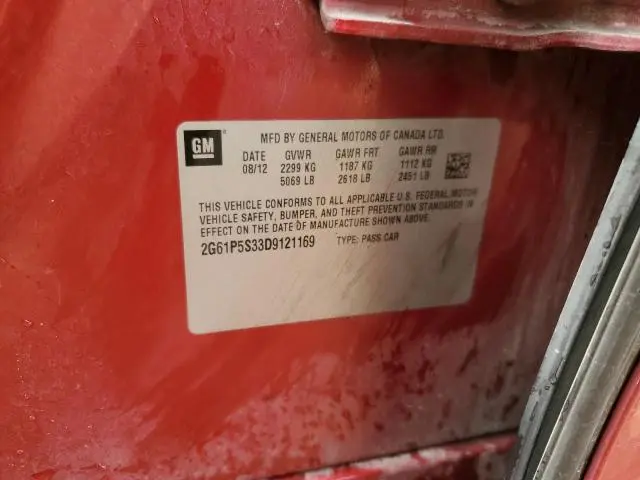 GM
MFD BY GENERAL MOTORS OF CANADA LTD.
DATE GVWR GAWR FRT GAWR RR
08/12 2299 KG 1187 KG 1112 KG
5069 LB 2618 LB 2451 LB
THIS VEHICLE CONFORMS TO ALL APPLICABLE U.S. FEDERAL MOTOR
VEHICLE SAFETY, BUMPER, AND THEFT PREVENTION STANDARDS IN
EFFECT ON THE DATE OF MANUFACTURE SHOWN ABOVE.
2G61P5S33D9121169 TYPE: PASS CAR